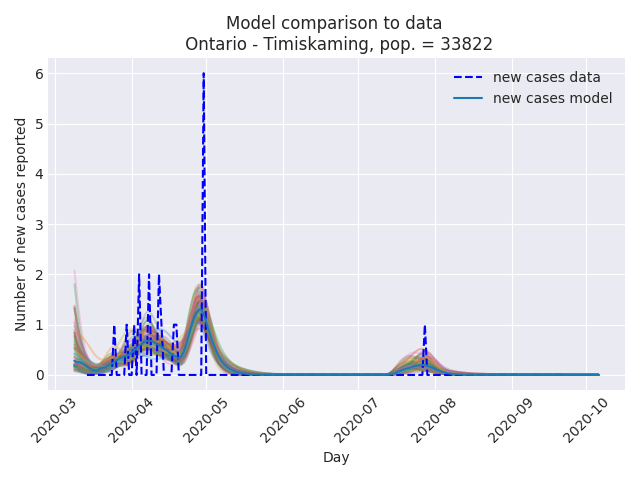 Model comparison to data
Ontario - Timiskaming, pop. = 33822
new cases data
new cases model
Number of new cases reported
6
5
4
3
2
1
0
2020-03
2020-04
2020-05
2020-06
2020-07
2020-08
2020-09
2020-10
Day